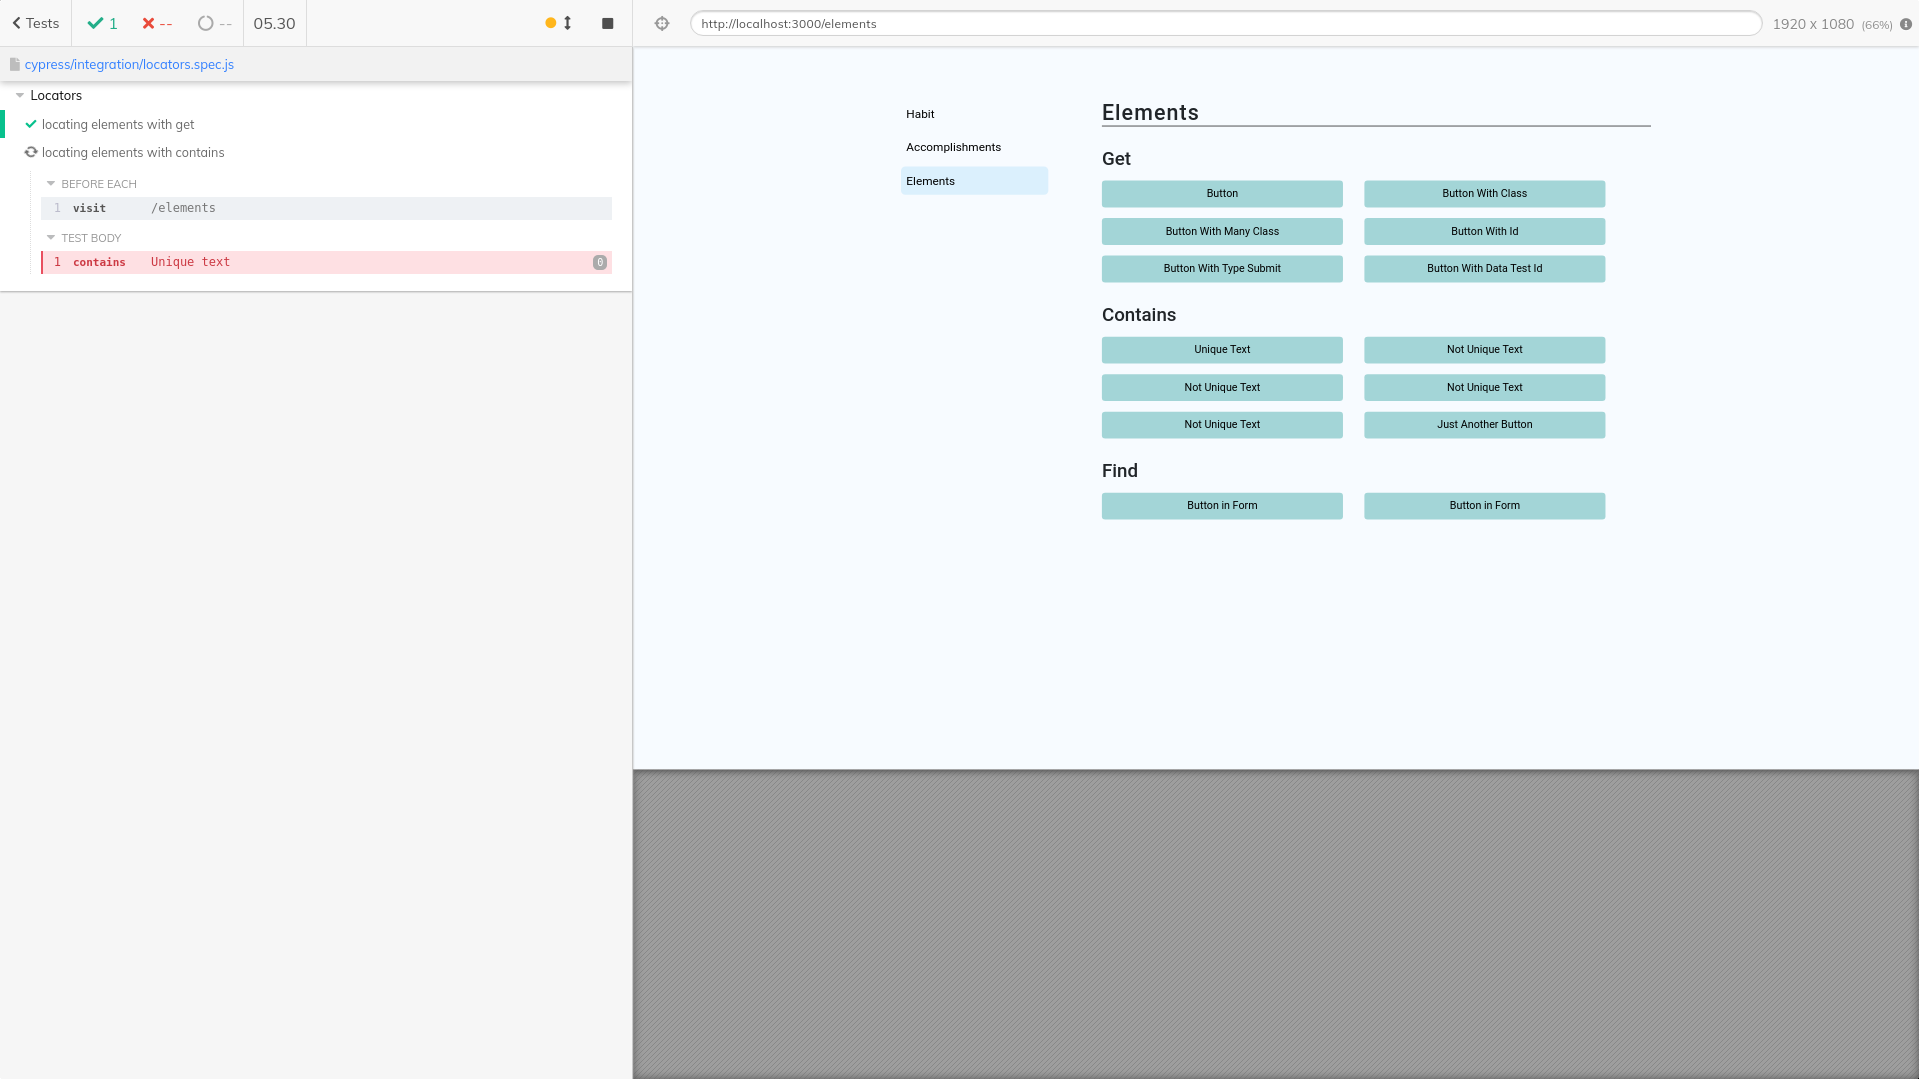 Tests
1
--
--
05.30
http://localhost:3000/elements
1920 x 1080 (66%)
cypress/integration/locators.spec.js
Locators
locating elements with get
locating elements with contains
BEFORE EACH
1 visit /elements
TEST BODY
1 contains Unique text 0
Habit
Accomplishments
Elements
Elements
Get
Button
Button With Class
Button With Many Class
Button With Id
Button With Type Submit
Button With Data Test Id
Contains
Unique Text
Not Unique Text
Not Unique Text
Not Unique Text
Not Unique Text
Just Another Button
Find
Button in Form
Button in Form